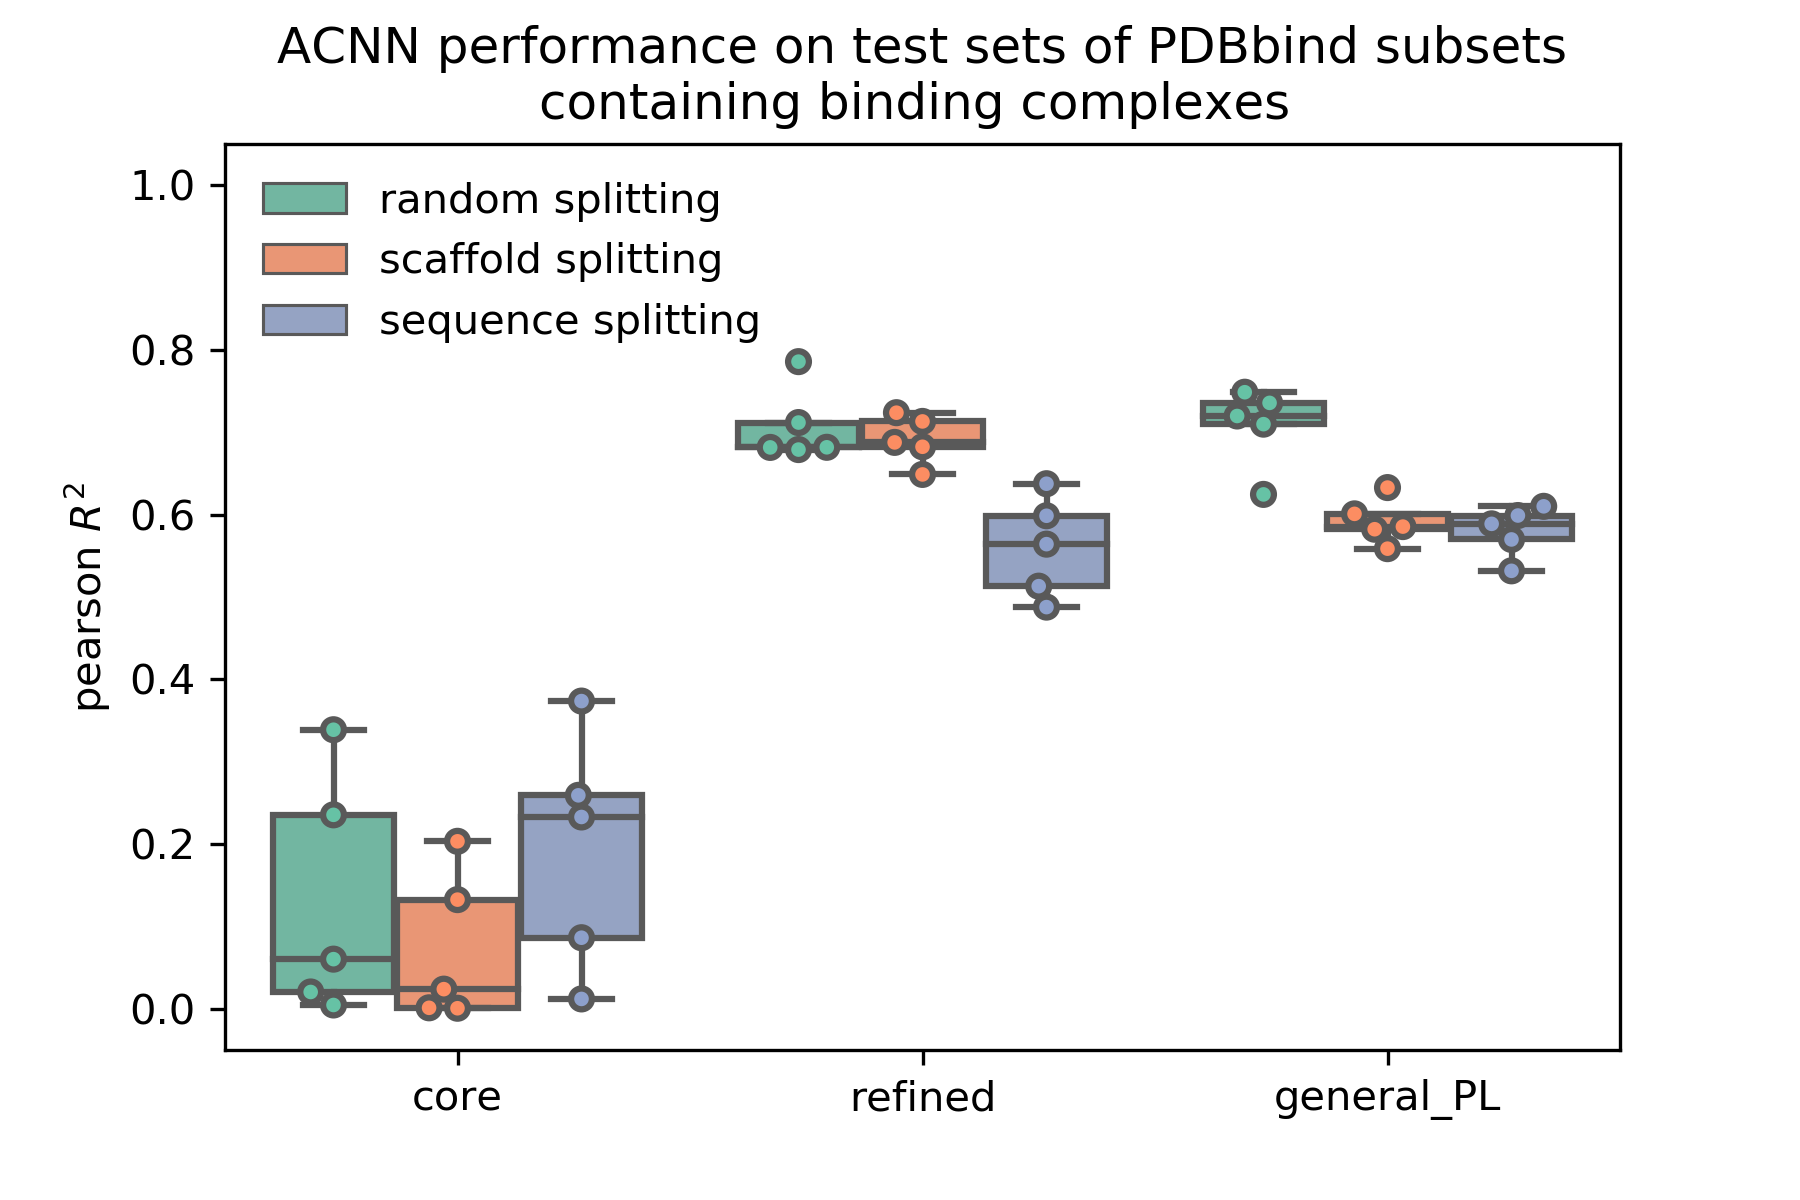 ACNN performance on test sets of PDBbind subsets
containing binding complexes
random splitting
scaffold splitting
sequence splitting
1.0
0.8
0.6
0.4
0.2
0.0
pearson R²
core
refined
general_PL